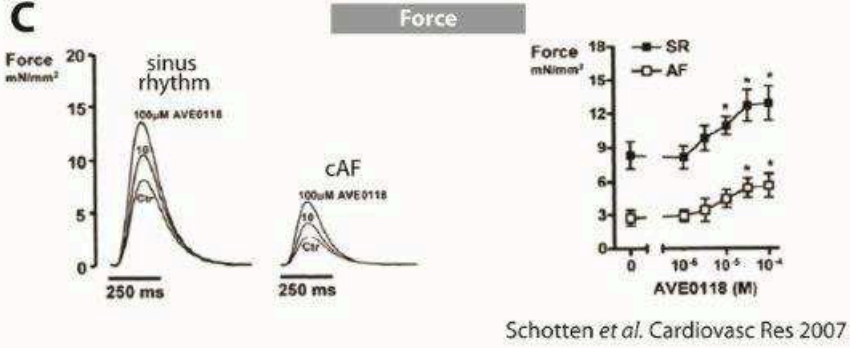 C
Force
Force
mN/mm²
20
15
10
5
0
sinus
rhythm
100µM AVE0118
10
Ctr
250 ms
cAF
100µM AVE0118
10
Ctr
250 ms
Force
mN/mm²
18
15
12
9
6
3
0
SR
AF
* * *
* *
0 10⁻⁶ 10⁻⁵ 10⁻⁴
AVE0118 (M)
Schotten et al. Cardiovasc Res 2007